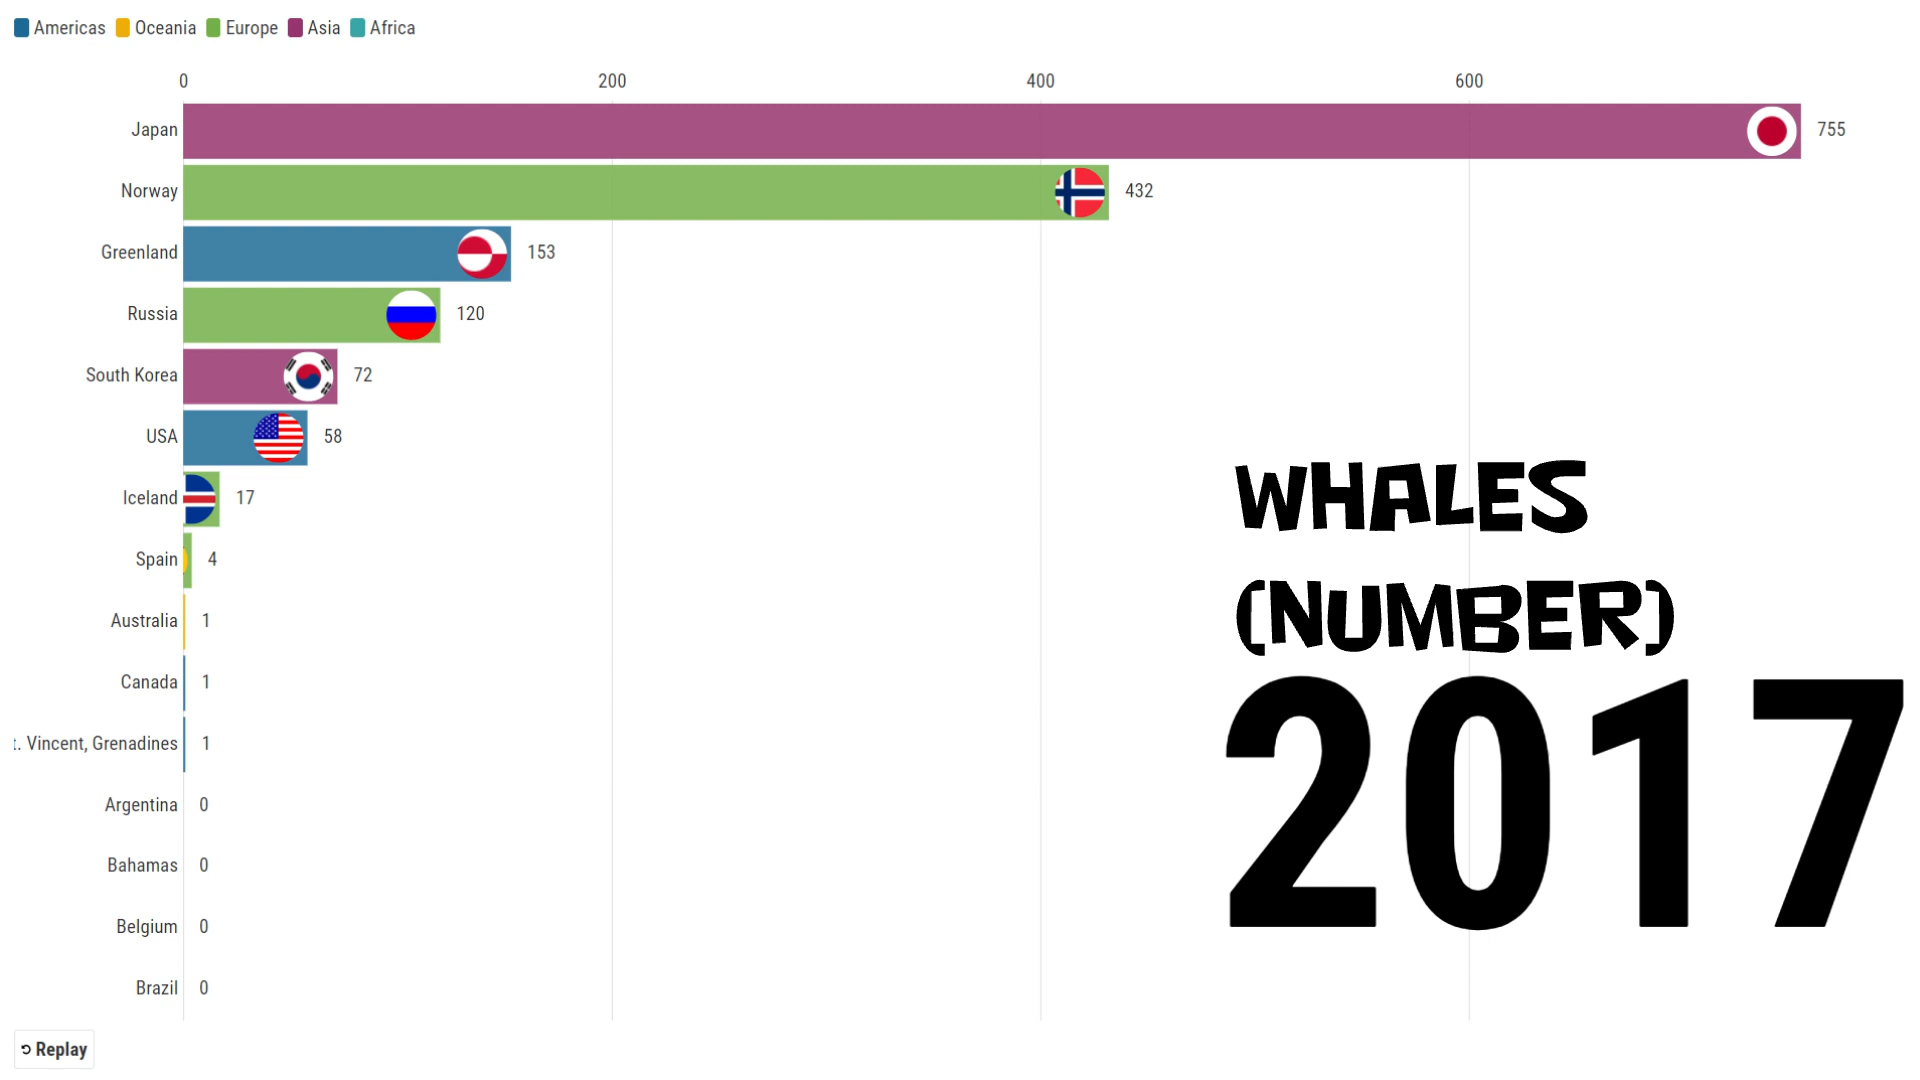 Americas Oceania Europe Asia Africa
0 200 400 600
Japan 755
Norway 432
Greenland 153
Russia 120
South Korea 72
USA 58
Iceland 17
Spain 4
Australia 1
Canada 1
t. Vincent, Grenadines 1
Argentina 0
Bahamas 0
Belgium 0
Brazil 0
WHALES
(NUMBER)
2017
Replay